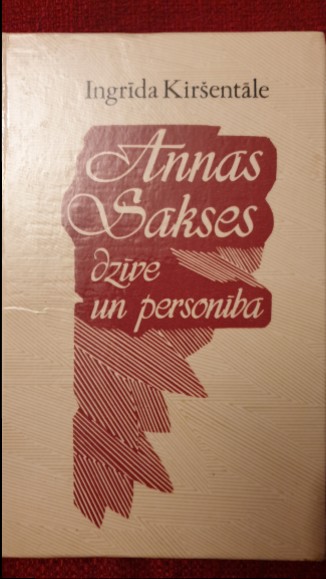 Ingrīda Kiršentāle
Annas
Sakses
dzīve
un personība